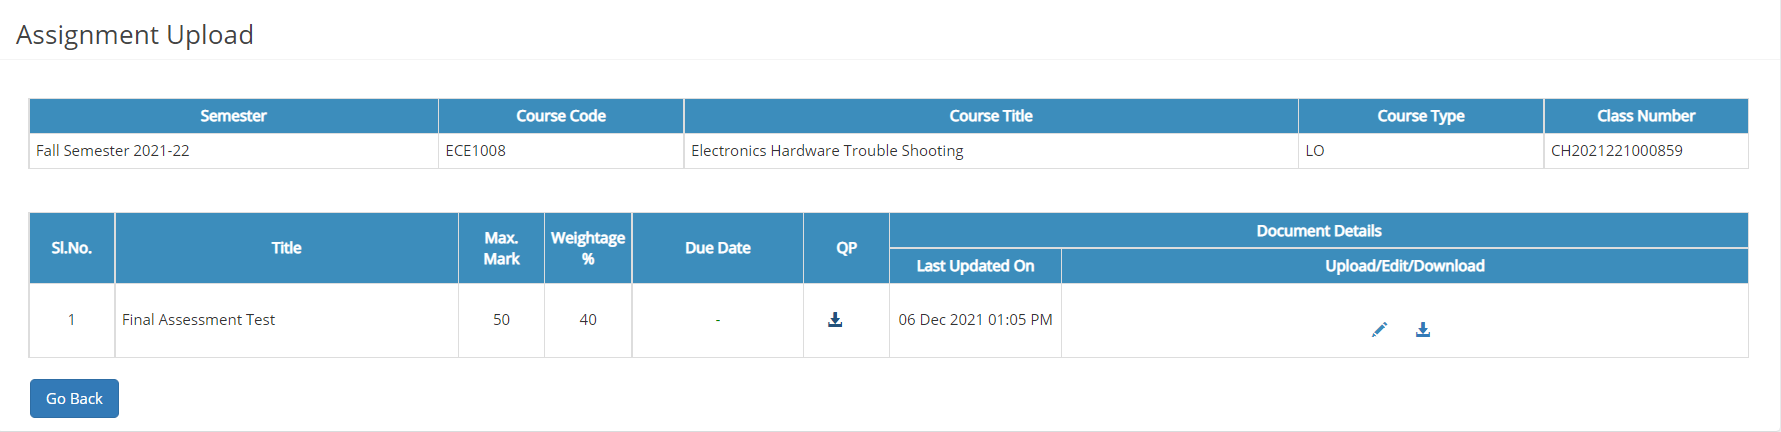 Assignment Upload
Semester Course Code Course Title Course Type Class Number
Fall Semester 2021-22 ECE1008 Electronics Hardware Trouble Shooting LO CH2021221000859
Sl.No. Title Max. Mark Weightage % Due Date QP Document Details
Last Updated On Upload/Edit/Download
1 Final Assessment Test 50 40 - 06 Dec 2021 01:05 PM
Go Back